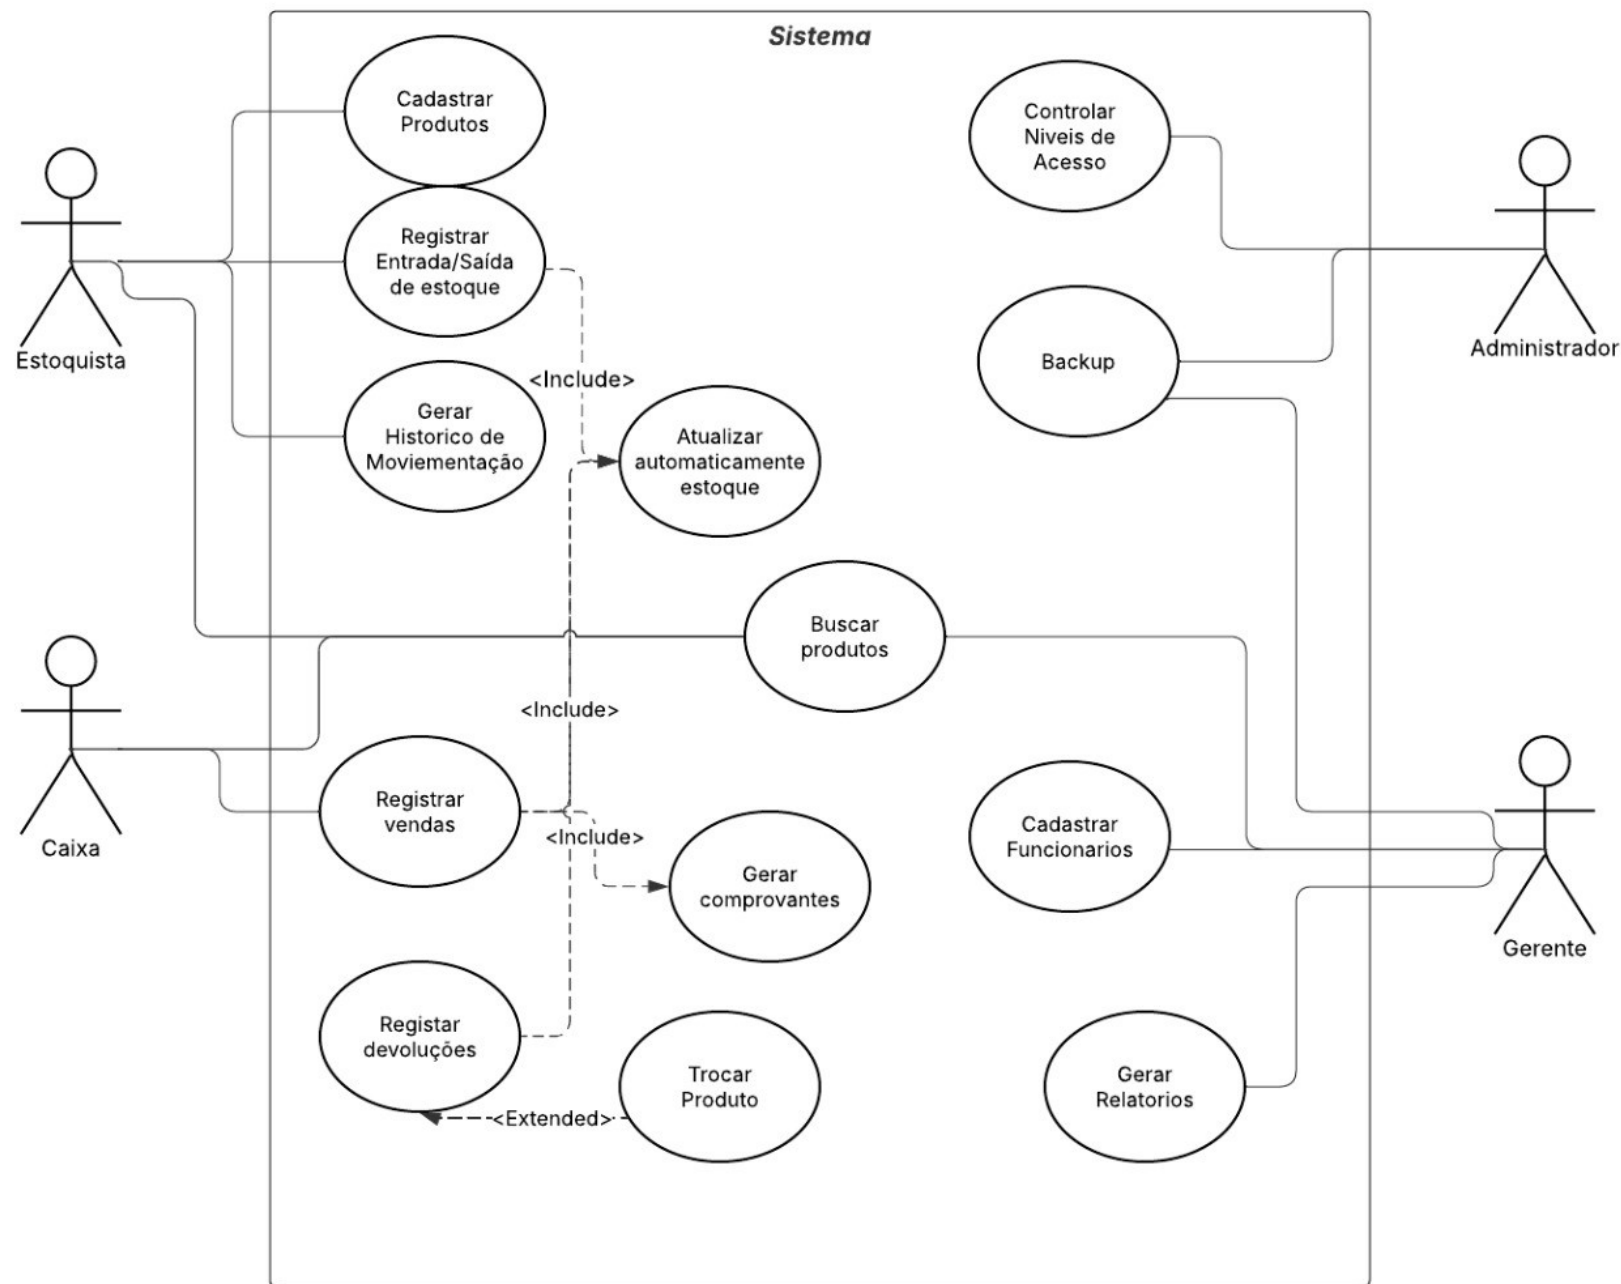 Sistema
Cadastrar
Produtos
Controlar
Niveis de
Acesso
Registrar
Entrada/Saída
de estoque
Estoquista
Administrador
Backup
<Include>
Gerar
Historico de
Moviementação
Atualizar
automaticamente
estoque
Buscar
produtos
<Include>
Registrar
vendas
Caixa
<Include>
Cadastrar
Funcionarios
Gerar
comprovantes
Gerente
Registar
devoluções
Trocar
Produto
Gerar
Relatorios
<Extended>